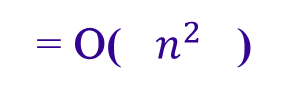 = O( n² )